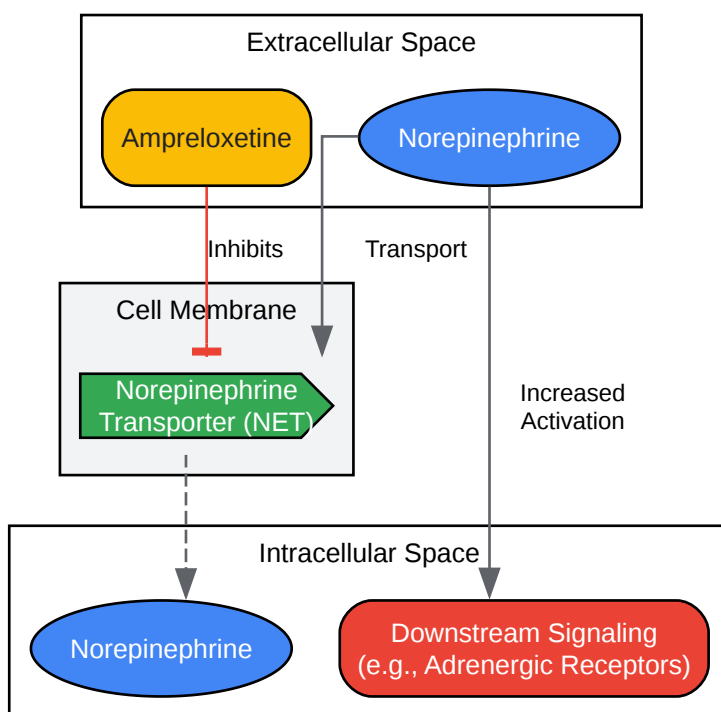 Extracellular Space
Ampreloxetine
Norepinephrine
Inhibits
Transport
Cell Membrane
Norepinephrine
Transporter (NET)
Increased
Activation
Intracellular Space
Norepinephrine
Downstream Signaling
(e.g., Adrenergic Receptors)